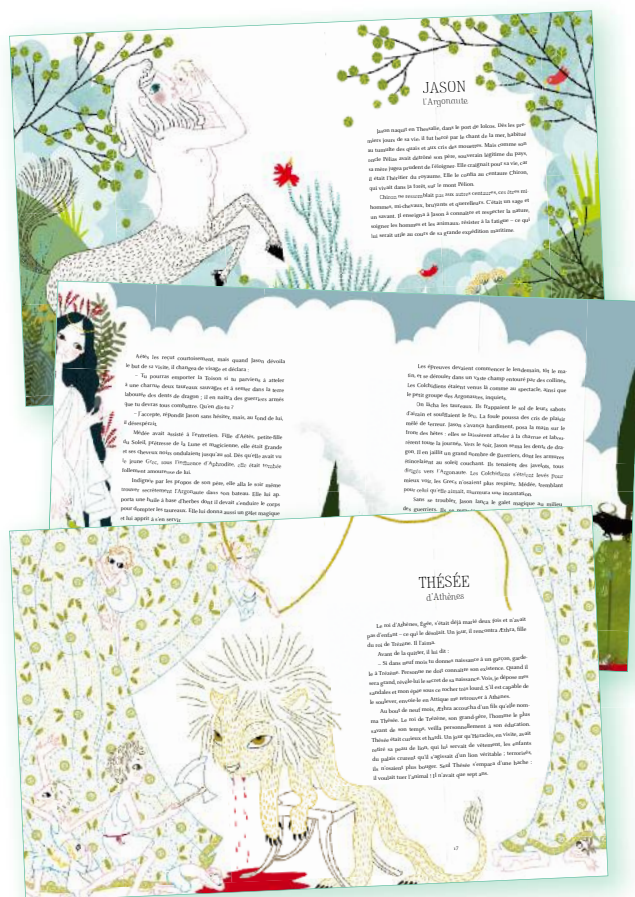 JASON
l'Argonaute
Jason naquit en Thessalie, dans le port de Iolcos. Dès les pre-
miers jours de sa vie, il fut bercé par le chant de la mer, habitué
au tumulte des quais et aux cris des mouettes. Mais comme son
oncle Pélias avait détrôné son père, souverain légitime du pays,
sa mère jugea prudent de l'éloigner. Elle craignait pour sa vie, car
il était l'héritier du royaume. Elle le confia au centaure Chiron,
qui vivait dans la forêt, sur le mont Pélion.
Chiron ne ressemblait pas aux autres centaures, ces êtres mi-
hommes, mi-chevaux, bruyants et querelleurs. C'était un sage et
un savant. Il enseigna à Jason à connaître et respecter la nature,
soigner les hommes et les animaux, résister à la fatigue – ce qui
lui serait utile au cours de sa grande expédition maritime.
Aétès les reçut courtoisement, mais quand Jason dévoila
le but de sa visite, il changea de visage et déclara :
– Tu pourras emporter la Toison si tu parviens à atteler
à une charrue deux taureaux sauvages et à semer dans la terre
labourée des dents de dragon ; il en naîtra des guerriers armés
que tu devras tous combattre. Qu'en dis-tu ?
– J'accepte, répondit Jason sans hésiter, mais, au fond de lui,
il désespérait.
Médée avait assisté à l'entretien. Fille d'Aétès, petite-fille
du Soleil, prêtresse de la Lune et magicienne, elle était grande
et ses cheveux noirs ondulaient jusqu'au sol. Dès qu'elle avait vu
le jeune Grec, sous l'influence d'Aphrodite, elle était tombée
follement amoureuse de lui.
Indignée par les propos de son père, elle alla le soir même
trouver secrètement l'Argonaute dans son bateau. Elle lui ap-
porta une huile à base d'herbes dont il devait s'enduire le corps
pour dompter les taureaux. Elle lui donna aussi un galet magique
et lui apprit à s'en servir.
Les épreuves devaient commencer le lendemain, tôt le ma-
tin, et se dérouler dans un vaste champ entouré par des collines.
Les Colchidiens étaient venus là comme au spectacle, ainsi que
le petit groupe des Argonautes, inquiets.
On lâcha les taureaux. Ils frappaient le sol de leurs sabots
d'airain et soufflaient le feu. La foule poussa des cris de plaisir
mêlé de terreur. Jason s'avança hardiment, posa la main sur le
front des bêtes : elles se laissèrent atteler à la charrue et labou-
rèrent toute la journée. Vers le soir, Jason sema les dents de dra-
gon. Il en jaillit un grand nombre de guerriers, dont les armures
étincelaient au soleil couchant. Ils tenaient des javelots, tous
dirigés vers l'Argonaute. Les Colchidiens s'étaient levés pour
mieux voir, les Grecs n'osaient plus respirer. Médée, tremblant
pour celui qu'elle aimait, murmura son incantation.
Sans se troubler, Jason lança le galet magique au milieu
des guerriers. Ils se
THÉSÉE
d'Athènes
Le roi d'Athènes, Égée, s'était déjà marié deux fois et n'avait
pas d'enfant – ce qui le désolait. Un jour, il rencontra Æthra, fille
du roi de Trézène. Il l'aima.
Avant de la quitter, il lui dit :
– Si dans neuf mois tu donnes naissance à un garçon, garde-
le à Trézène. Personne ne doit connaître son existence. Quand il
sera grand, révèle-lui le secret de sa naissance. Vois, je dépose mes
sandales et mon épée sous ce rocher très lourd. S'il est capable de
le soulever, envoie-le en Attique me retrouver à Athènes.
Au bout de neuf mois, Æthra accoucha d'un fils qu'elle nom-
ma Thésée. Le roi de Trézène, son grand-père, l'homme le plus
savant de son temps, veilla personnellement à son éducation.
Thésée était curieux et hardi. Un jour qu'Héraclès, en visite, avait
retiré sa peau de lion, qui lui servait de vêtement, les enfants
du palais crurent qu'il s'agissait d'un lion véritable ; terrorisés,
ils n'osaient plus bouger. Seul Thésée s'empara d'une hache :
il voulait tuer l'animal ! Il n'avait que sept ans.
17